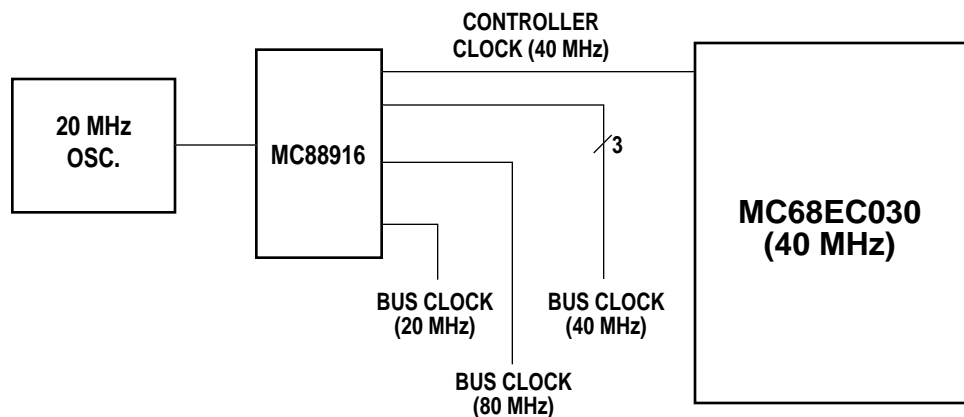 CONTROLLER
CLOCK (40 MHz)
20 MHz
OSC.
MC88916
3
MC68EC030
(40 MHz)
BUS CLOCK
(20 MHz)
BUS CLOCK
(40 MHz)
BUS CLOCK
(80 MHz)